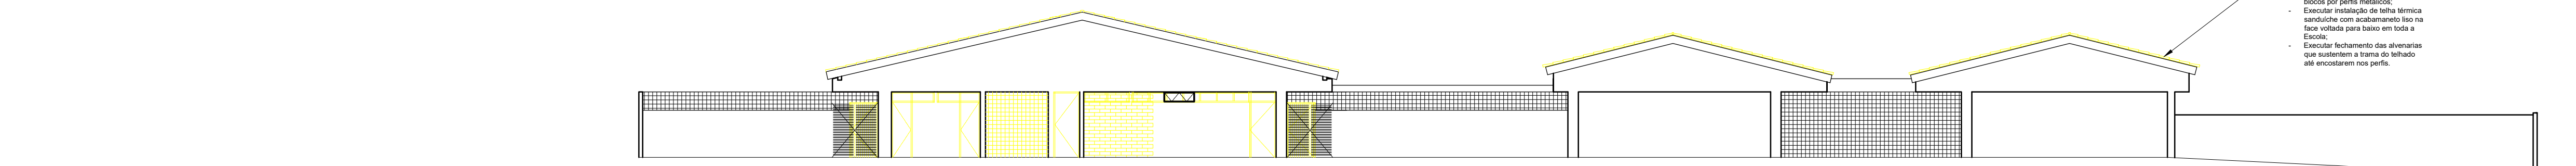 blocos por perfis metálicos;
- Executar instalação de telha térmica
sanduíche com acabamaneto liso na
face voltada para baixo em toda a
Escola;
- Executar fechamento das alvenarias
que sustentem a trama do telhado
até encostarem nos perfis.